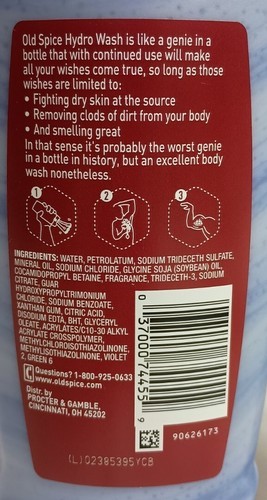 Old Spice Hydro Wash is like a genie in a
bottle that with continued use will make
all your wishes come true, so long as those
wishes are limited to:
• Fighting dry skin at the source
• Removing clods of dirt from your body
• And smelling great
In that sense it's probably the worst genie
in a bottle in history, but an excellent body
wash nonetheless.
1 2 3
INGREDIENTS: WATER, PETROLATUM, SODIUM TRIDECETH SULFATE,
MINERAL OIL, SODIUM CHLORIDE, GLYCINE SOJA (SOYBEAN) OIL,
COCAMIDOPROPYL BETAINE, FRAGRANCE, TRIDECETH-3, SODIUM
CITRATE, GUAR
HYDROXYPROPYLTRIMONIUM
CHLORIDE, SODIUM BENZOATE,
XANTHAN GUM, CITRIC ACID,
DISODIUM EDTA, BHT, GLYCERYL
OLEATE, ACRYLATES/C10-30 ALKYL
ACRYLATE CROSSPOLYMER,
METHYLCHLOROISOTHIAZOLINONE,
METHYLISOTHIAZOLINONE, VIOLET
2, GREEN 6
Questions? 1-800-925-0633
www.oldspice.com
Distr. by
PROCTER & GAMBLE,
CINCINNATI, OH 45202
0 37000 74455 9
90626173
(L)02385395YCB